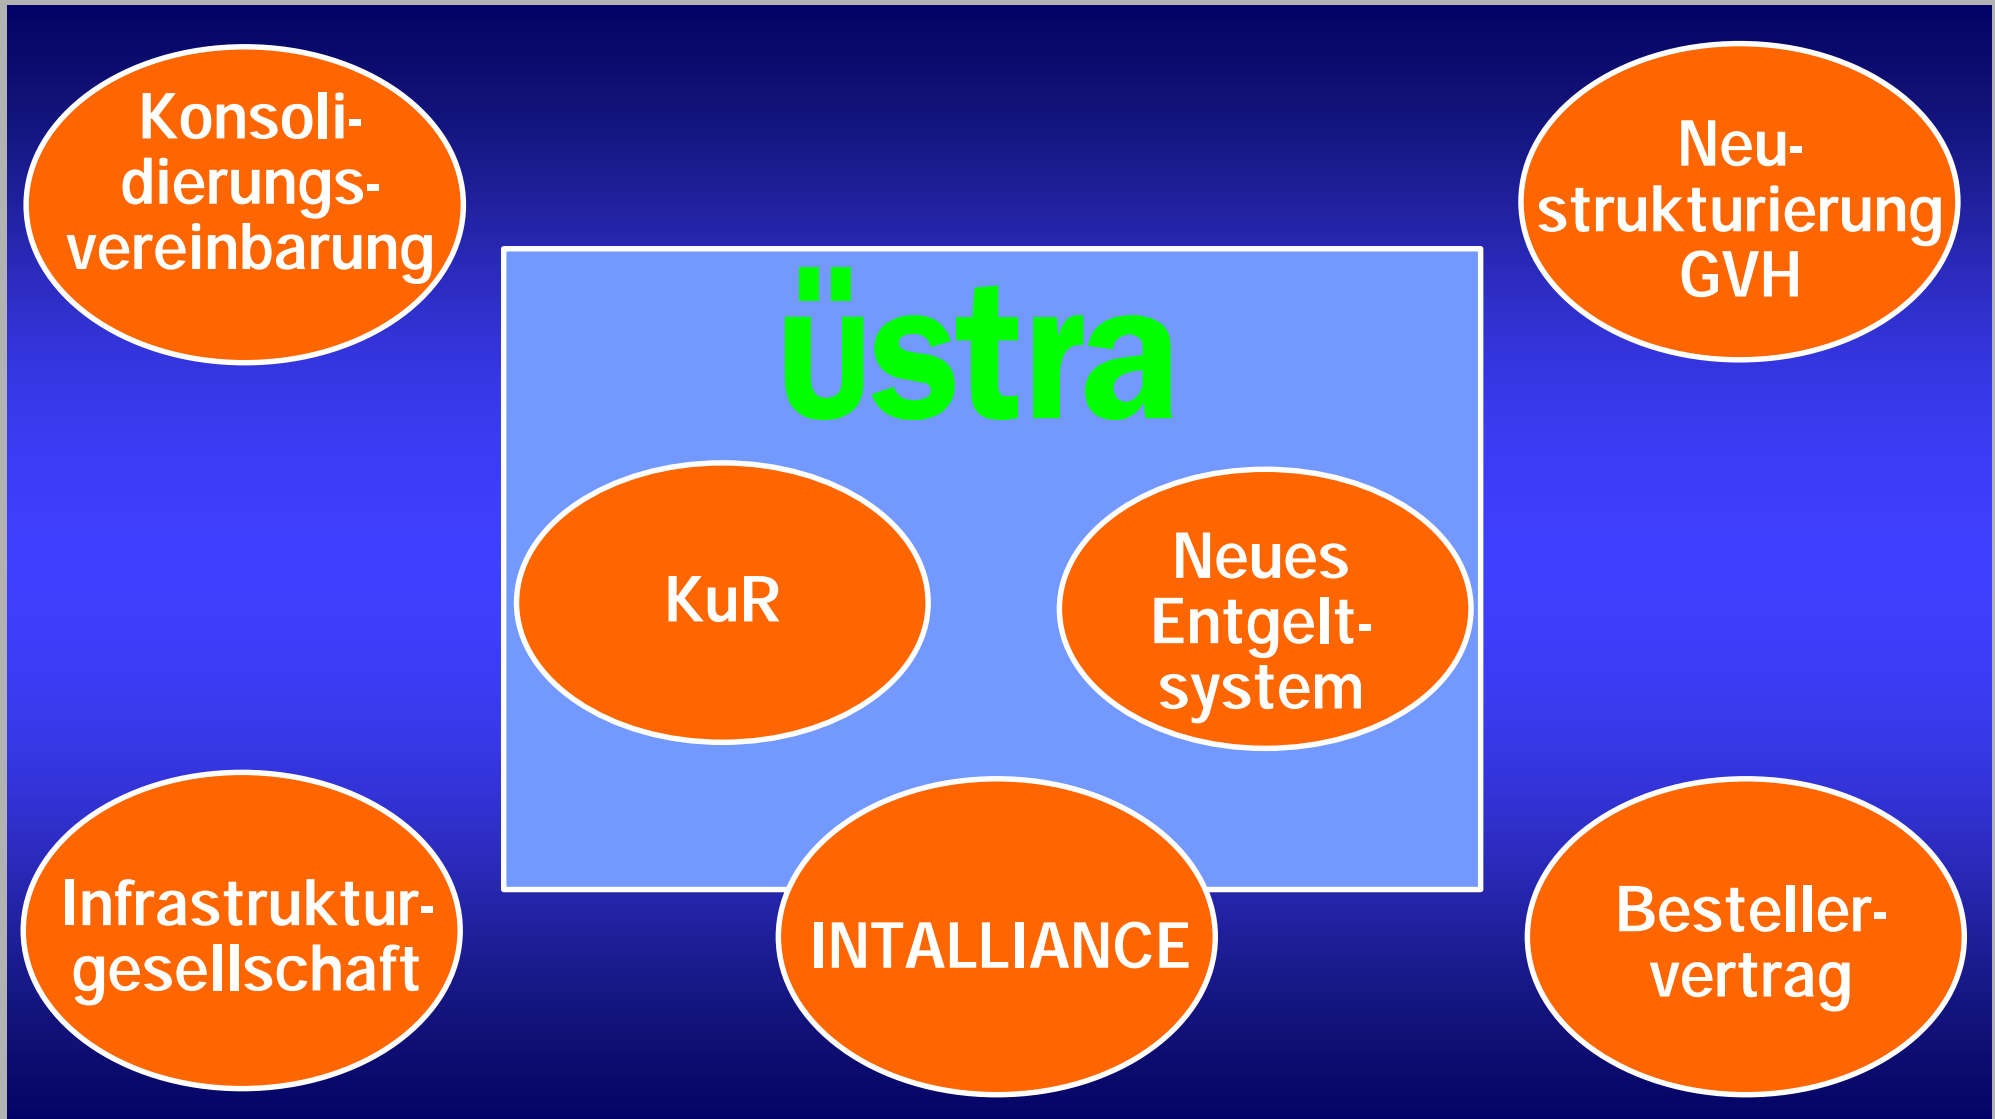 Konsoli-
dierungs-
vereinbarung
Neu-
strukturierung
GVH
üstra
KuR
Neues
Entgelt-
system
Infrastruktur-
gesellschaft
INTALLIANCE
Besteller-
vertrag